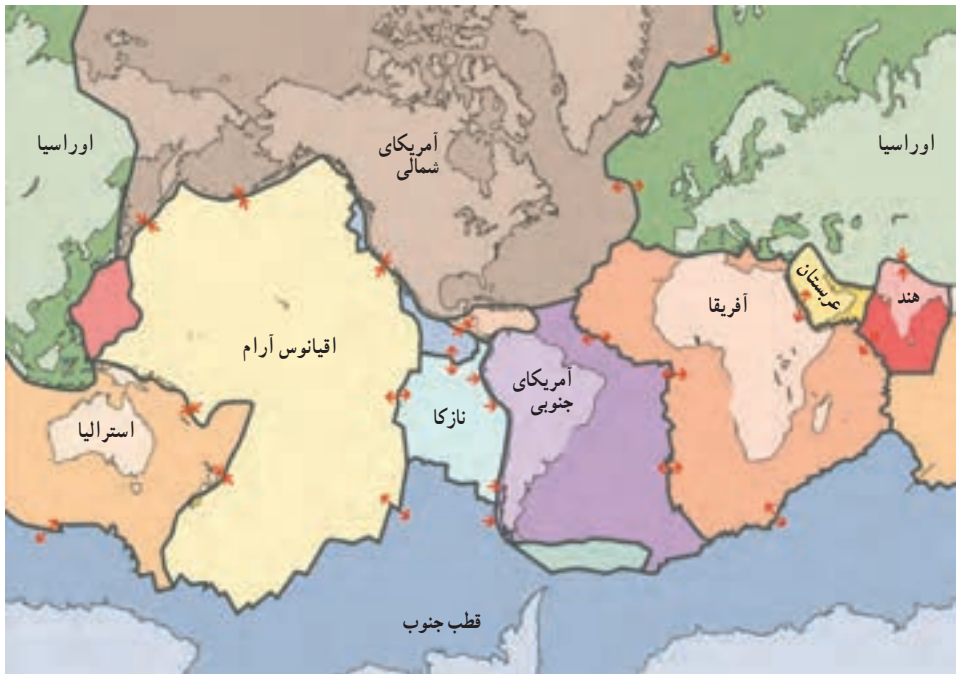 اوراسیا
آمریکای
شمالی
اوراسیا
عربستان
هند
آفریقا
اقیانوس آرام
آمریکای
جنوبی
نازکا
استرالیا
قطب جنوب